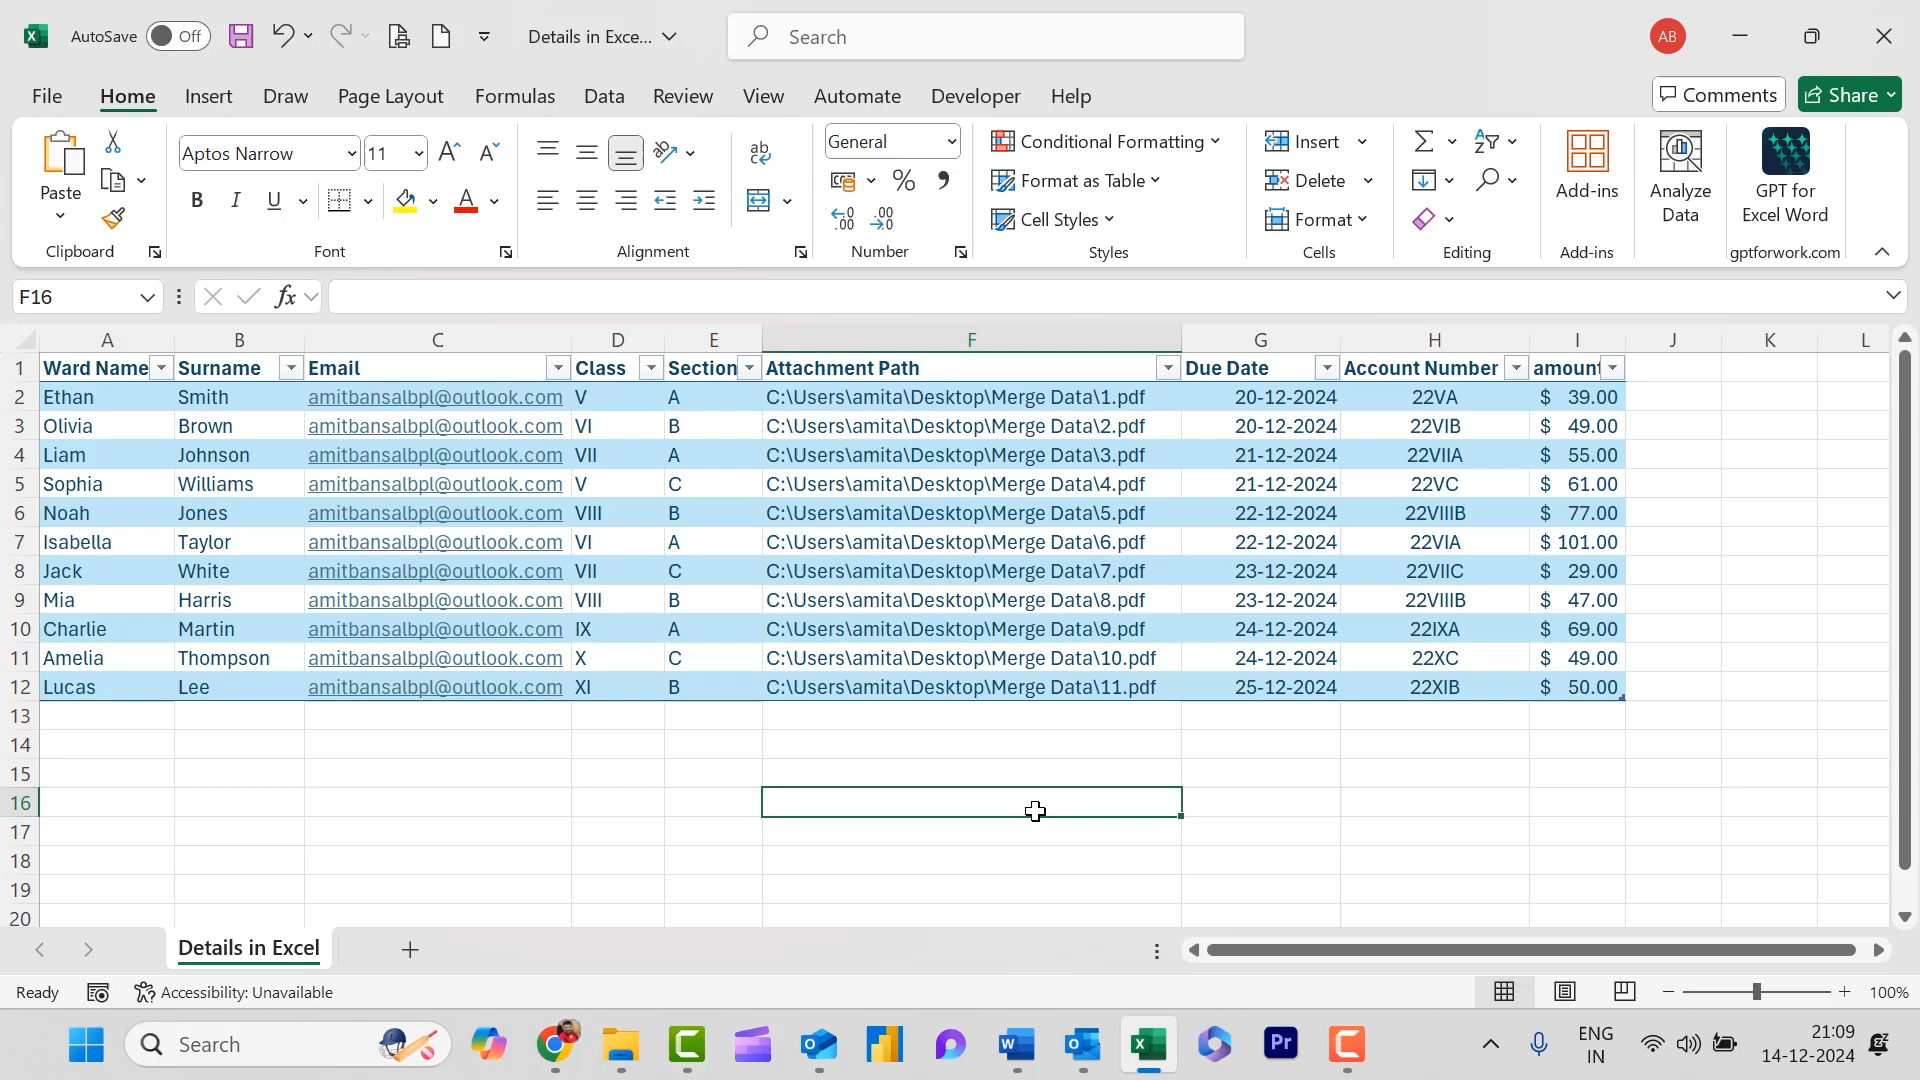 AutoSave Off Details in Exce... Search AB
File Home Insert Draw Page Layout Formulas Data Review View Automate Developer Help Comments Share
Paste
Clipboard
Aptos Narrow 11
B I U
Font
Alignment
General
Number
Conditional Formatting
Format as Table
Cell Styles
Styles
Insert
Delete
Format
Cells
Editing
Add-ins
Add-ins
Analyze
Data
GPT for
Excel Word
gptforwork.com
F16 fx
A B C D E F G H I J K L
1 Ward Name Surname Email Class Section Attachment Path Due Date Account Number amount
2 Ethan Smith amitbansalbpl@outlook.com V A C:\Users\amita\Desktop\Merge Data\1.pdf 20-12-2024 22VA $ 39.00
3 Olivia Brown amitbansalbpl@outlook.com VI B C:\Users\amita\Desktop\Merge Data\2.pdf 20-12-2024 22VIB $ 49.00
4 Liam Johnson amitbansalbpl@outlook.com VII A C:\Users\amita\Desktop\Merge Data\3.pdf 21-12-2024 22VIIA $ 55.00
5 Sophia Williams amitbansalbpl@outlook.com V C C:\Users\amita\Desktop\Merge Data\4.pdf 21-12-2024 22VC $ 61.00
6 Noah Jones amitbansalbpl@outlook.com VIII B C:\Users\amita\Desktop\Merge Data\5.pdf 22-12-2024 22VIIIB $ 77.00
7 Isabella Taylor amitbansalbpl@outlook.com VI A C:\Users\amita\Desktop\Merge Data\6.pdf 22-12-2024 22VIA $ 101.00
8 Jack White amitbansalbpl@outlook.com VII C C:\Users\amita\Desktop\Merge Data\7.pdf 23-12-2024 22VIIC $ 29.00
9 Mia Harris amitbansalbpl@outlook.com VIII B C:\Users\amita\Desktop\Merge Data\8.pdf 23-12-2024 22VIIIB $ 47.00
10 Charlie Martin amitbansalbpl@outlook.com IX A C:\Users\amita\Desktop\Merge Data\9.pdf 24-12-2024 22IXA $ 69.00
11 Amelia Thompson amitbansalbpl@outlook.com X C C:\Users\amita\Desktop\Merge Data\10.pdf 24-12-2024 22XC $ 49.00
12 Lucas Lee amitbansalbpl@outlook.com XI B C:\Users\amita\Desktop\Merge Data\11.pdf 25-12-2024 22XIB $ 50.00
13
14
15
16
17
18
19
20
Details in Excel
Ready Accessibility: Unavailable 100%
Search Pr ENG 21:09
IN 14-12-2024